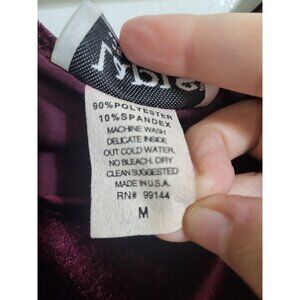 90% POLYESTER
10% SPANDEX
MACHINE WASH
DELICATE INSIDE
OUT COLD WATER.
NO BLEACH. DRY
CLEAN SUGGESTED
MADE IN U.S.A.
RN# 99144
M